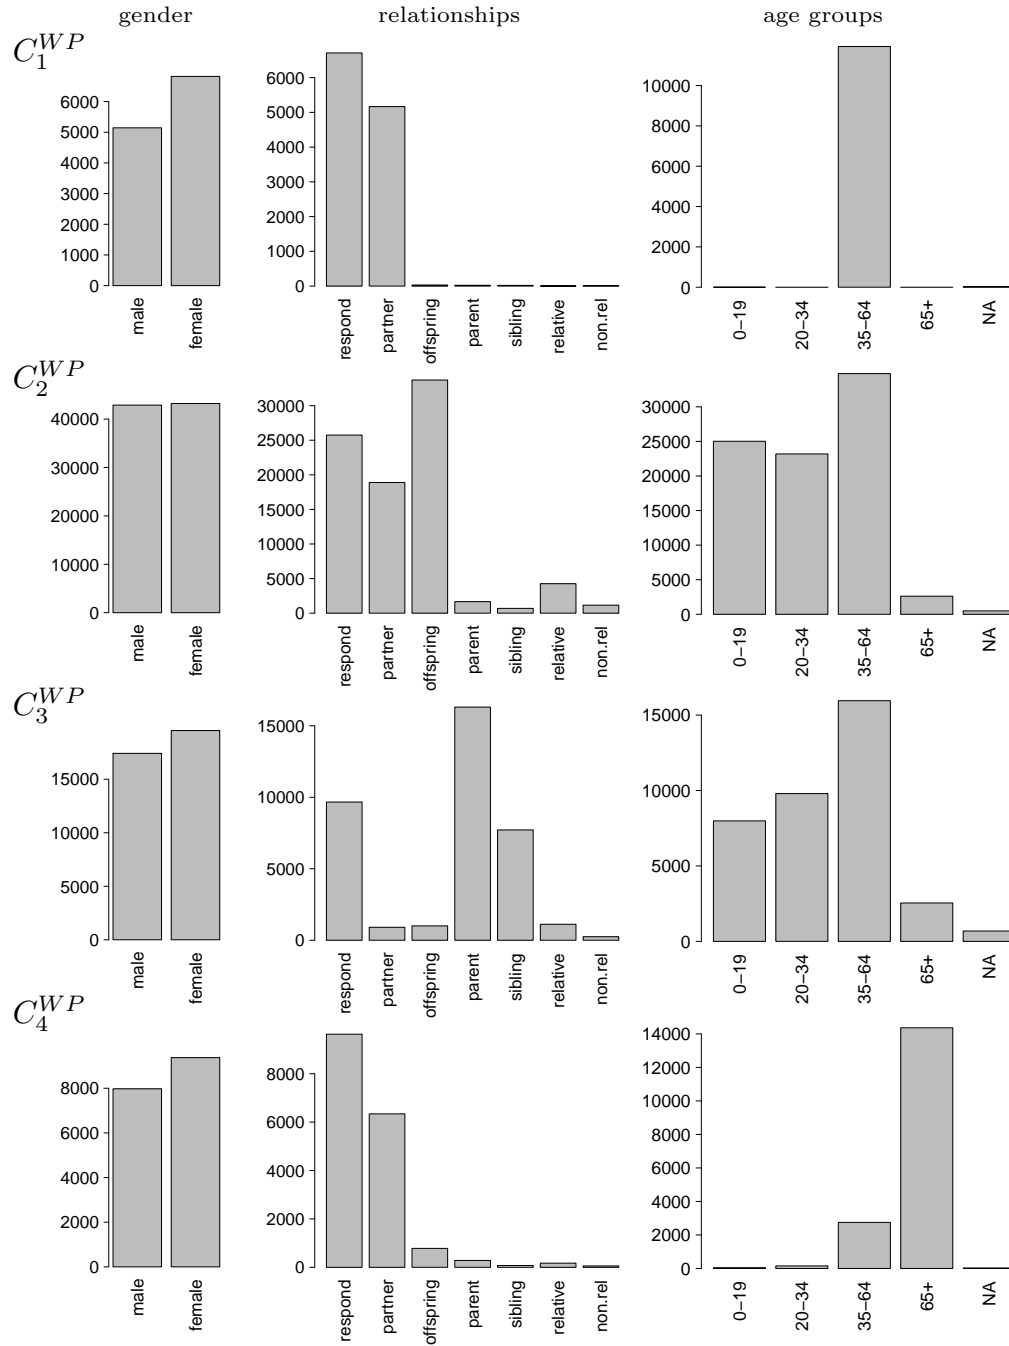 gender relationships age groups
C_1^{WP}
6000 5000 4000 3000 2000 1000 0
male female
6000 5000 4000 3000 2000 1000 0
respond partner offspring parent sibling relative non.rel
10000 8000 6000 4000 2000 0
0−19 20−34 35−64 65+ NA
C_2^{WP}
40000 30000 20000 10000 0
male female
30000 25000 20000 15000 10000 5000 0
respond partner offspring parent sibling relative non.rel
30000 25000 20000 15000 10000 5000 0
0−19 20−34 35−64 65+ NA
C_3^{WP}
15000 10000 5000 0
male female
15000 10000 5000 0
respond partner offspring parent sibling relative non.rel
15000 10000 5000 0
0−19 20−34 35−64 65+ NA
C_4^{WP}
8000 6000 4000 2000 0
male female
8000 6000 4000 2000 0
respond partner offspring parent sibling relative non.rel
14000 12000 10000 8000 6000 4000 2000 0
0−19 20−34 35−64 65+ NA